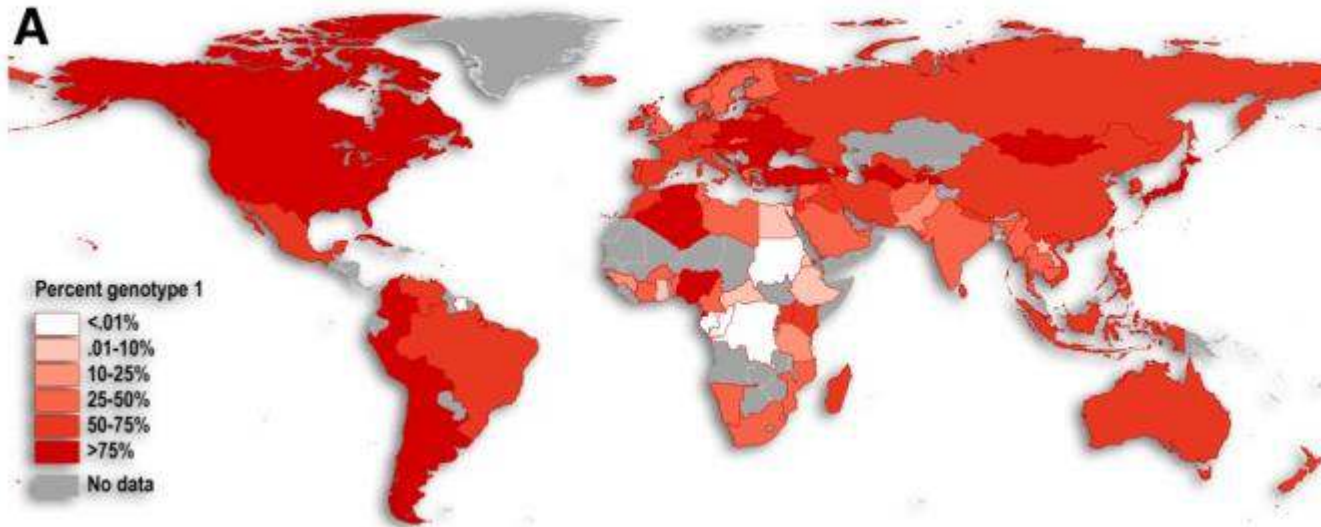 A
Percent genotype 1
<.01%
.01-10%
10-25%
25-50%
50-75%
>75%
No data